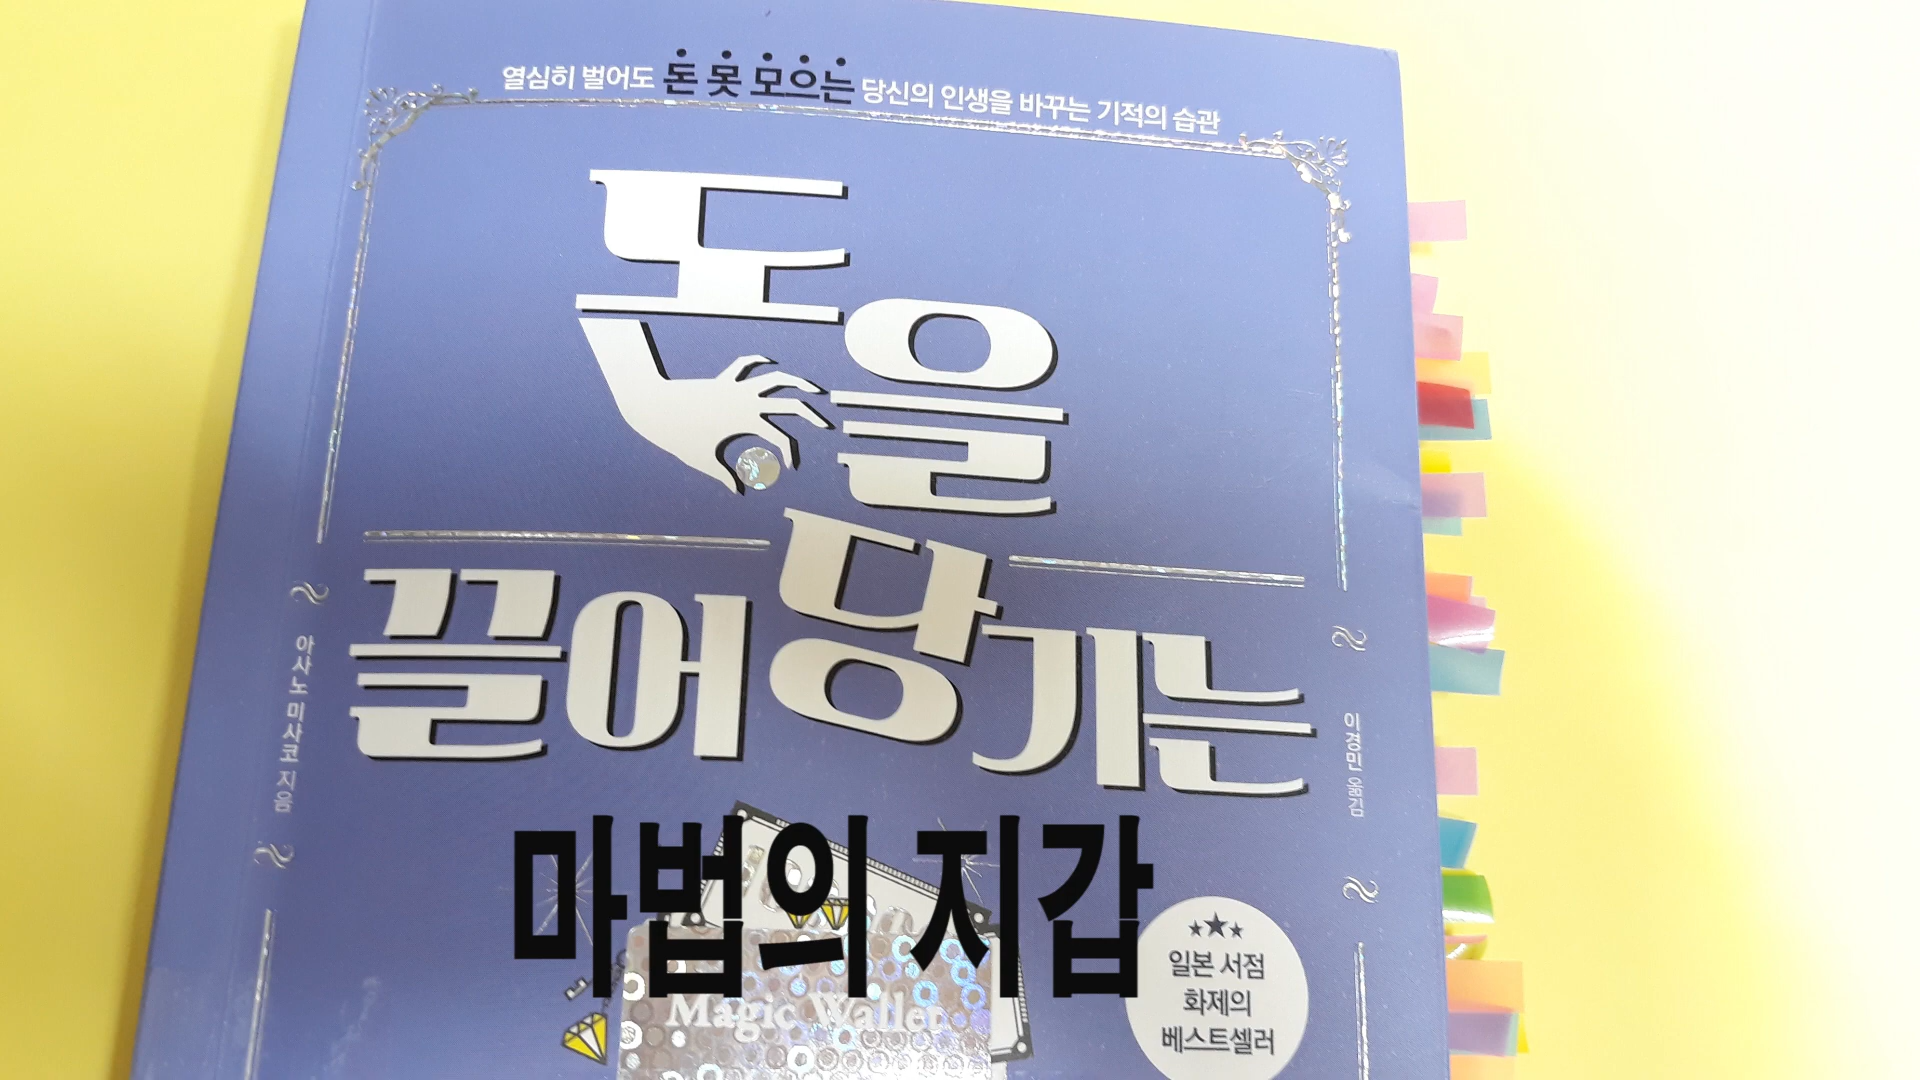 열심히 벌어도 돈 못 모으는 당신의 인생을 바꾸는 기적의 습관
돈을
끌어당기는
마법의 지갑
아사노 미사코 지음
이경민 옮김
Magic Wallet
일본 서점
화제의
베스트셀러